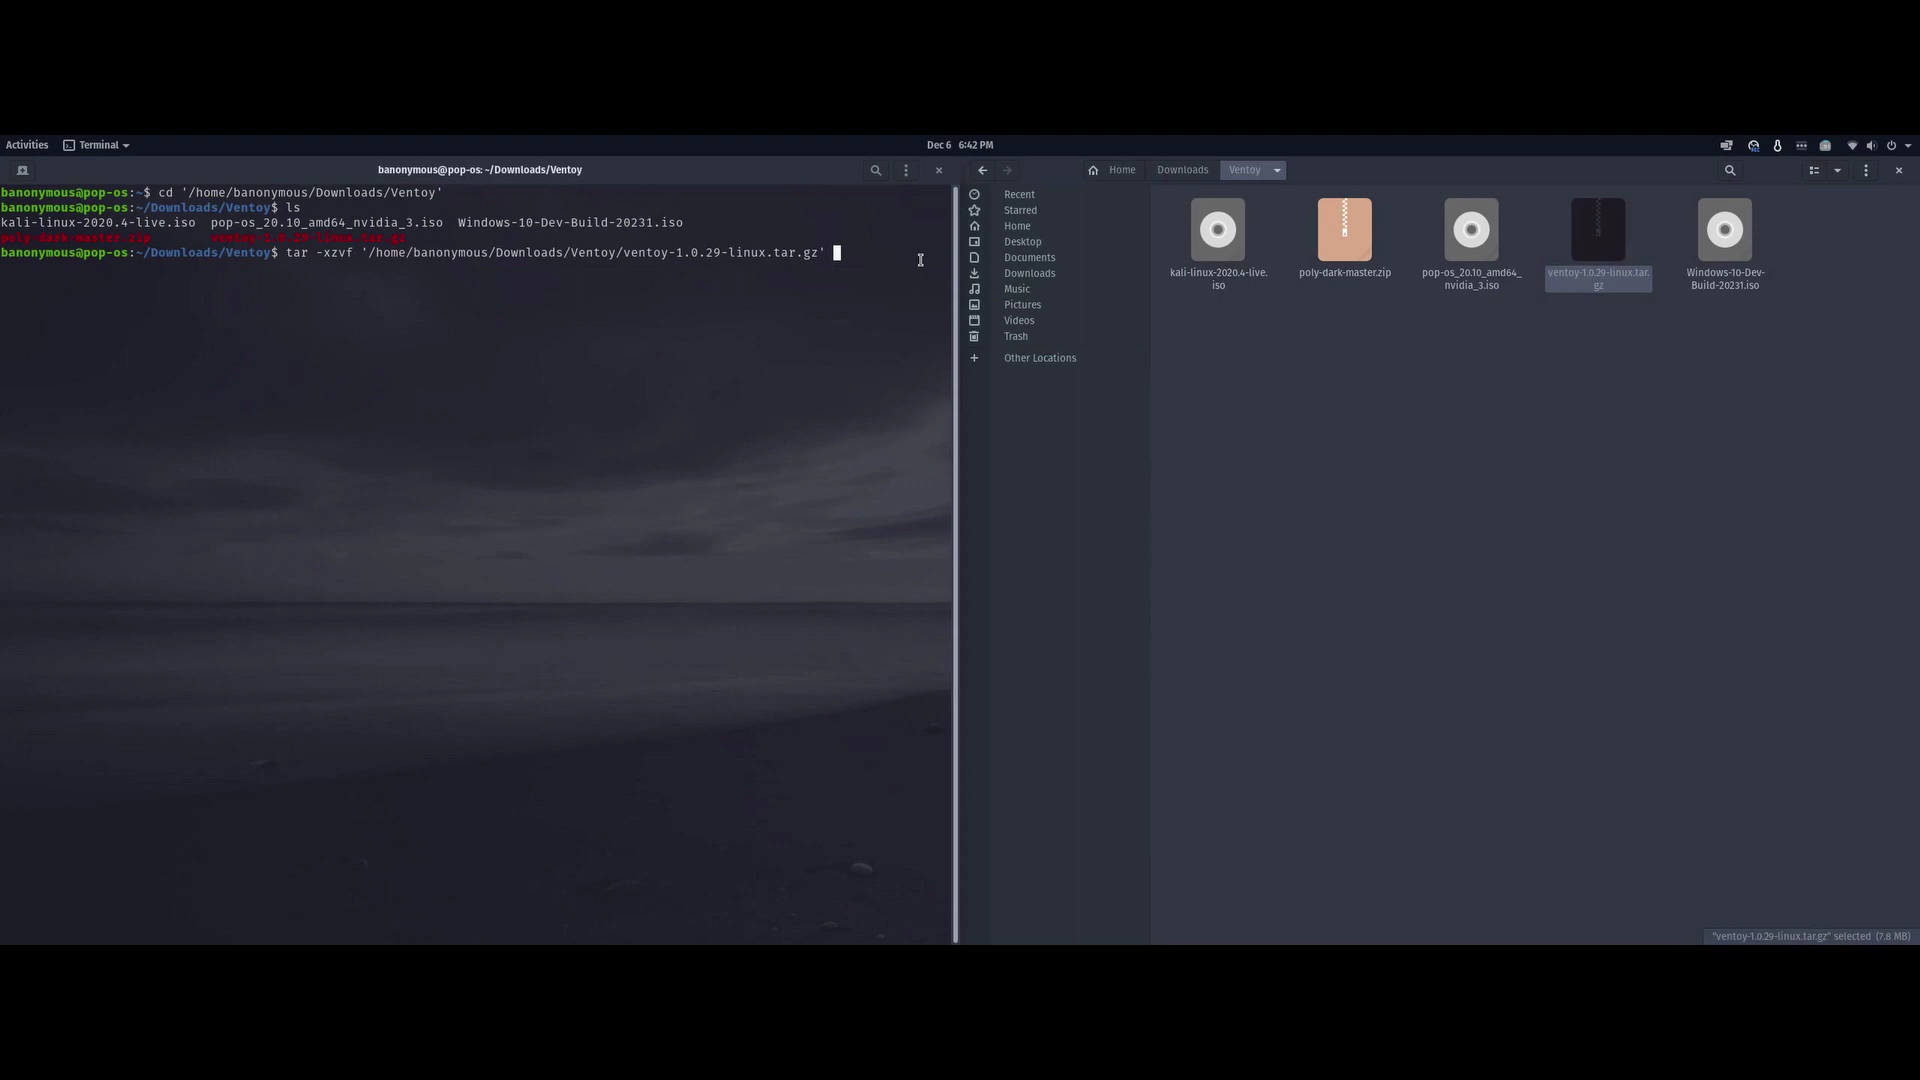 Activities
Terminal
Dec 6 6:42 PM
banonymous@pop-os: ~/Downloads/Ventoy
banonymous@pop-os:~$ cd '/home/banonymous/Downloads/Ventoy'
banonymous@pop-os:~/Downloads/Ventoy$ ls
kali-linux-2020.4-live.iso pop-os_20.10_amd64_nvidia_3.iso Windows-10-Dev-Build-20231.iso
poly-dark-master.zip ventoy-1.0.29-linux.tar.gz
banonymous@pop-os:~/Downloads/Ventoy$ tar -xzvf '/home/banonymous/Downloads/Ventoy/ventoy-1.0.29-linux.tar.gz'
Home
Downloads
Ventoy
Recent
Starred
Home
Desktop
Documents
Downloads
Music
Pictures
Videos
Trash
Other Locations
kali-linux-2020.4-live.
iso
poly-dark-master.zip
pop-os_20.10_amd64_
nvidia_3.iso
ventoy-1.0.29-linux.tar.
gz
Windows-10-Dev-
Build-20231.iso
"ventoy-1.0.29-linux.tar.gz" selected (7.8 MB)